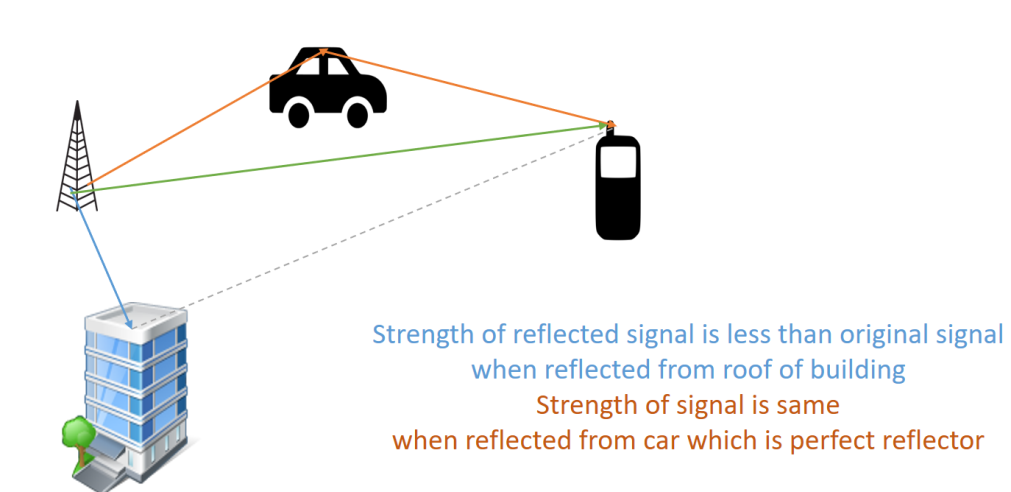 Strength of reflected signal is less than original signal
when reflected from roof of building
Strength of signal is same
when reflected from car which is perfect reflector